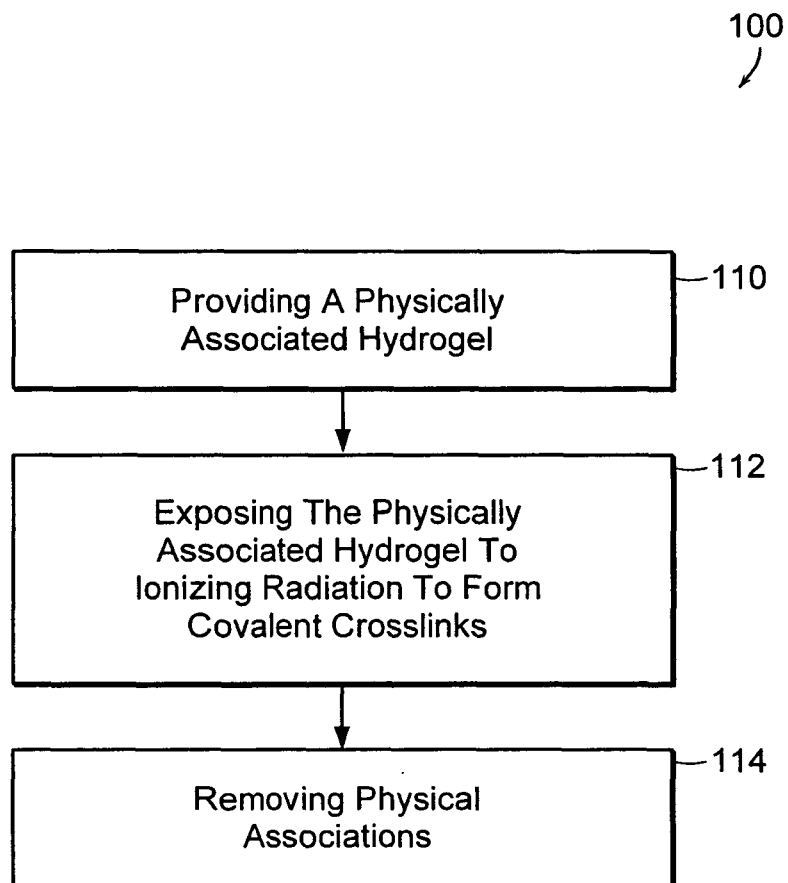 100
Providing A Physically
Associated Hydrogel
110
Exposing The Physically
Associated Hydrogel To
Ionizing Radiation To Form
Covalent Crosslinks
112
Removing Physical
Associations
114